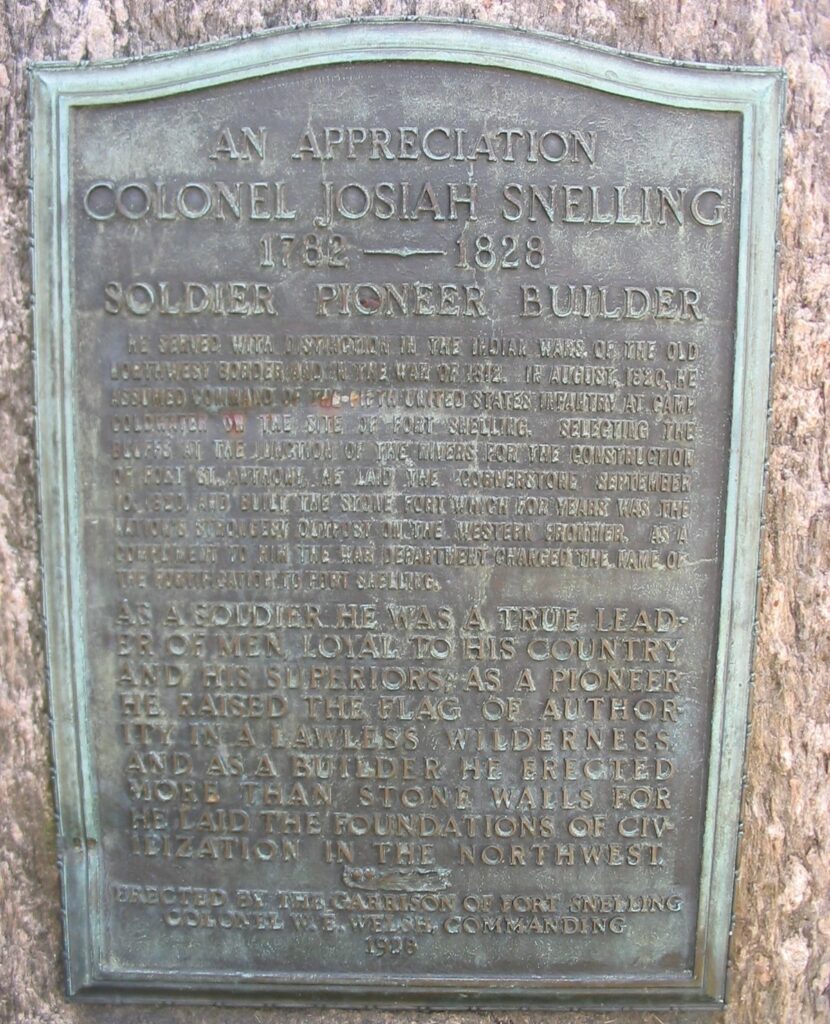 AN APPRECIATION
COLONEL JOSIAH SNELLING
1782 — 1828
SOLDIER PIONEER BUILDER
HE SERVED WITH DISTINCTION IN THE INDIAN WARS OF THE OLD
NORTHWEST BORDER AND IN THE WAR OF 1812. IN AUGUST, 1820, HE
ASSUMED COMMAND OF THE FIFTH UNITED STATES INFANTRY AT CAMP
COLDWATER ON THE SITE OF FORT SNELLING. SELECTING THE
BLUFFS AT THE JUNCTION OF THE RIVERS FOR THE CONSTRUCTION
OF FORT ST. ANTHONY, HE LAID THE CORNERSTONE SEPTEMBER
10, 1820, AND BUILT THE STONE FORT WHICH FOR YEARS WAS THE
NATION'S STRONGEST OUTPOST ON THE WESTERN FRONTIER. AS A
COMPLIMENT TO HIM THE WAR DEPARTMENT CHANGED THE NAME OF
THE FORTIFICATION TO FORT SNELLING.
AS A SOLDIER HE WAS A TRUE LEAD-
ER OF MEN, LOYAL TO HIS COUNTRY
AND HIS SUPERIORS; AS A PIONEER
HE RAISED THE FLAG OF AUTHOR-
ITY IN A LAWLESS WILDERNESS,
AND AS A BUILDER HE ERECTED
MORE THAN STONE WALLS FOR
HE LAID THE FOUNDATIONS OF CIV-
ILIZATION IN THE NORTHWEST.
ERECTED BY THE GARRISON OF FORT SNELLING
COLONEL W. E. WELSH, COMMANDING
1928